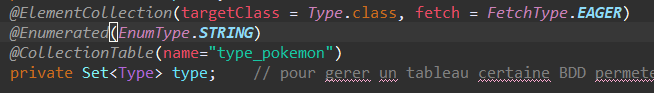 @ElementCollection(targetClass = Type.class, fetch = FetchType.EAGER)
@Enumerated(EnumType.STRING)
@CollectionTable(name="type_pokemon")
private Set<Type> type;    // pour gerer un tableau certaine BDD permete